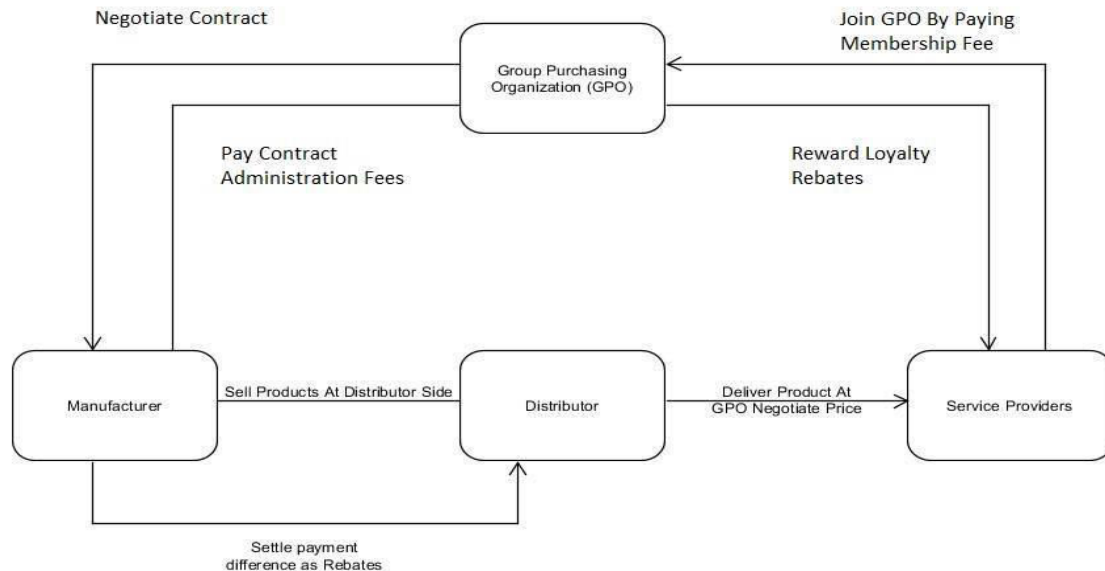 Negotiate Contract
Join GPO By Paying
Membership Fee
Group Purchasing
Organization (GPO)
Pay Contract
Administration Fees
Reward Loyalty
Rebates
Manufacturer
Sell Products At Distributor Side
Distributor
Deliver Product At
GPO Negotiate Price
Service Providers
Settle payment
difference as Rebates